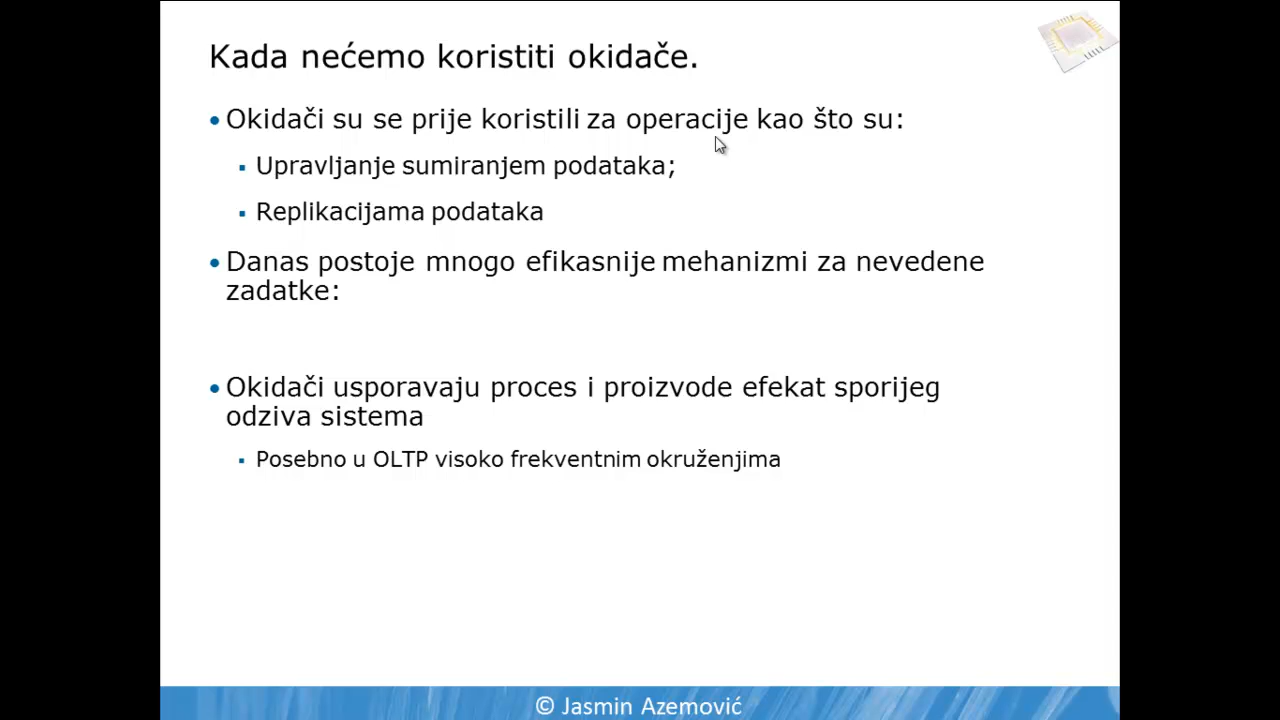 Kada nećemo koristiti okidače.
• Okidači su se prije koristili za operacije kao što su:
▪ Upravljanje sumiranjem podataka;
▪ Replikacijama podataka
• Danas postoje mnogo efikasnije mehanizmi za nevedene
zadatke:
• Okidači usporavaju proces i proizvode efekat sporijeg
odziva sistema
▪ Posebno u OLTP visoko frekventnim okruženjima
© Jasmin Azemović